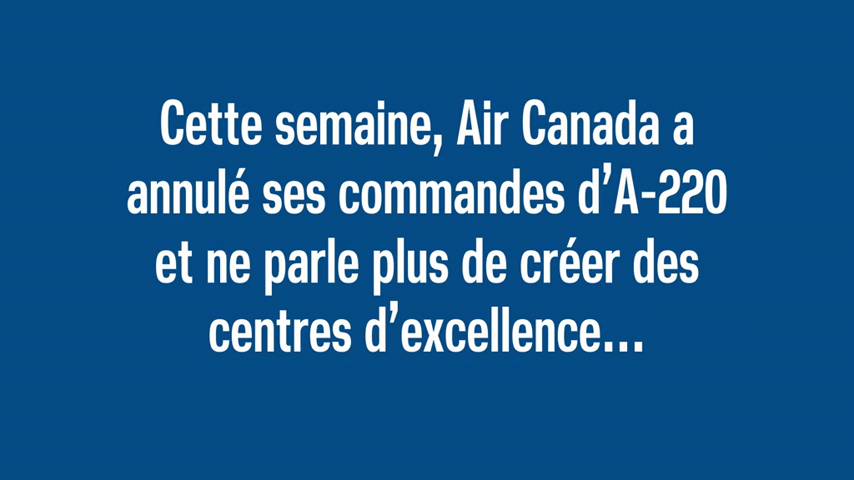 Cette semaine, Air Canada a
annulé ses commandes d’A-220
et ne parle plus de créer des
centres d’excellence...